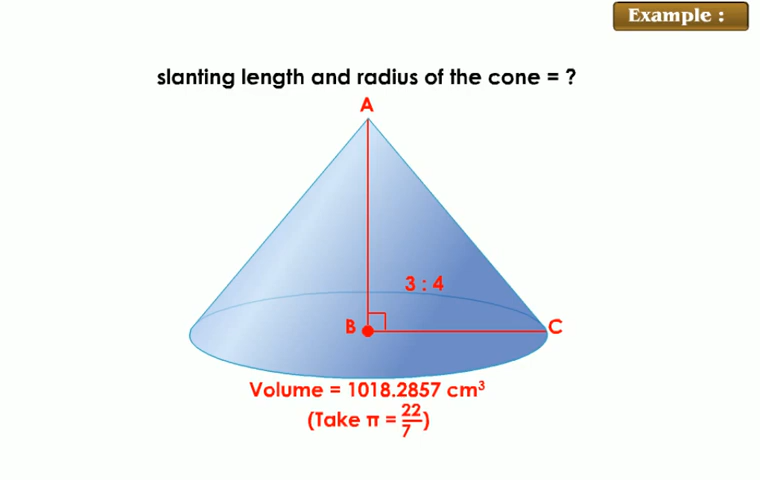 Example :
slanting length and radius of the cone = ?
A
3 : 4
B
C
Volume = 1018.2857 cm³
(Take π = 22/7)